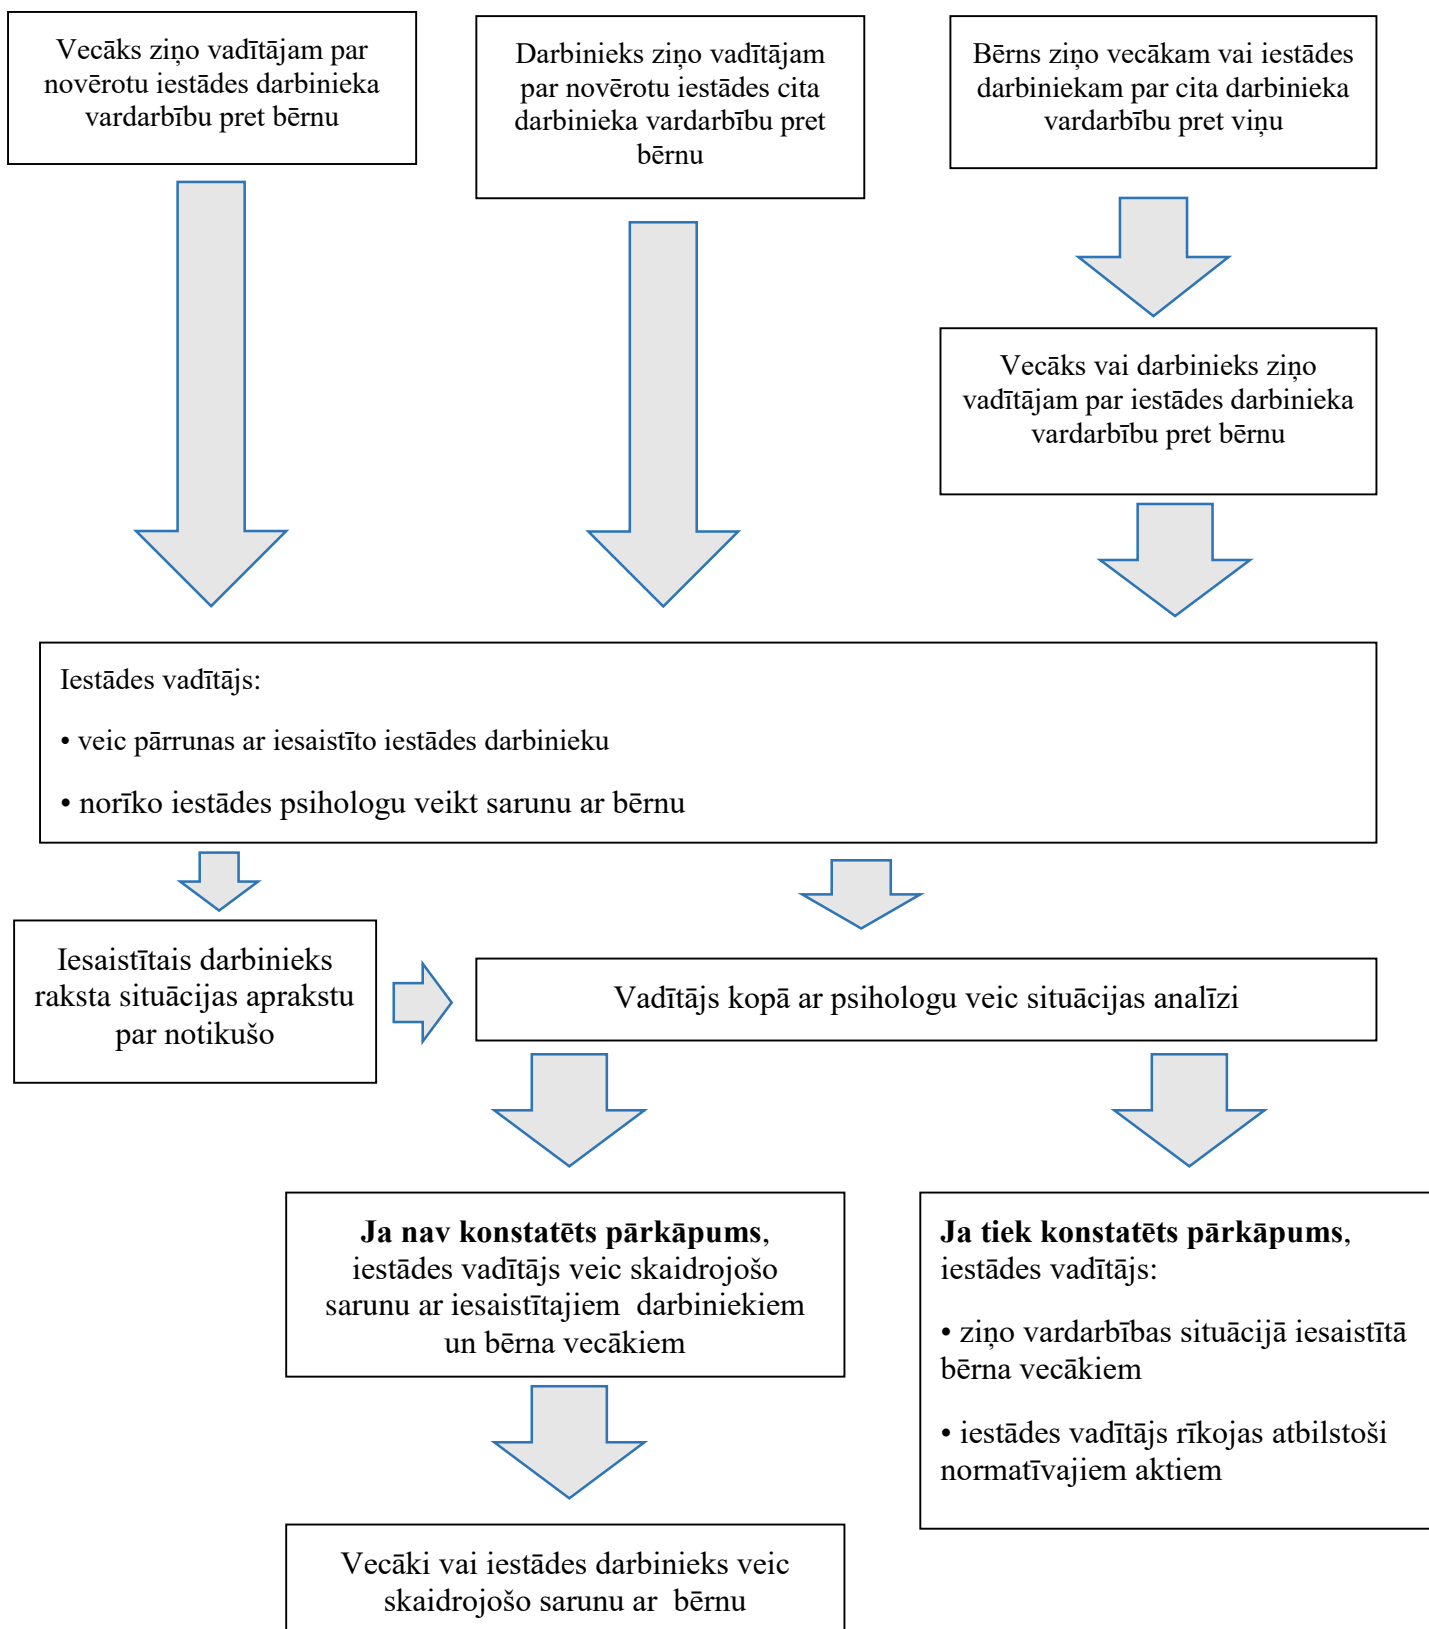 Vecāks ziņo vadītājam par
novērotu iestādes darbinieka
vardarbību pret bērnu
Darbinieks ziņo vadītājam
par novērotu iestādes cita
darbinieka vardarbību pret
bērnu
Bērns ziņo vecākam vai iestādes
darbiniekam par cita darbinieka
vardarbību pret viņu
Vecāks vai darbinieks ziņo
vadītājam par iestādes darbinieka
vardarbību pret bērnu
Iestādes vadītājs:
• veic pārrunas ar iesaistīto iestādes darbinieku
• norīko iestādes psihologu veikt sarunu ar bērnu
Iesaistītais darbinieks
raksta situācijas aprakstu
par notikušo
Vadītājs kopā ar psihologu veic situācijas analīzi
Ja nav konstatēts pārkāpums,
iestādes vadītājs veic skaidrojošo
sarunu ar iesaistītajiem darbiniekiem
un bērna vecākiem
Ja tiek konstatēts pārkāpums,
iestādes vadītājs:
• ziņo vardarbības situācijā iesaistītā
bērna vecākiem
• iestādes vadītājs rīkojas atbilstoši
normatīvajiem aktiem
Vecāki vai iestādes darbinieks veic
skaidrojošo sarunu ar bērnu